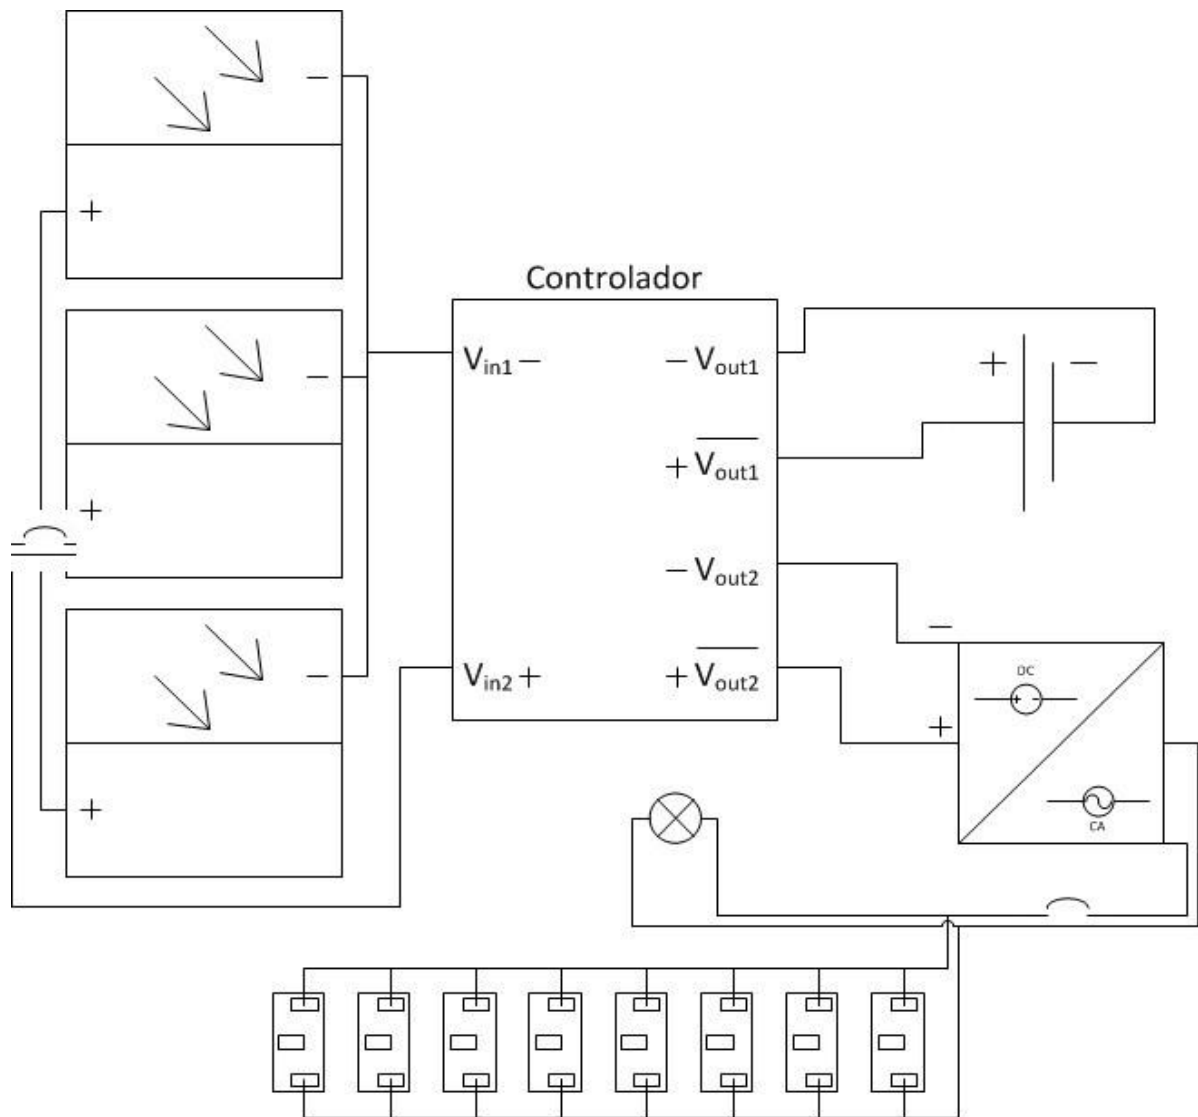 Controlador
Vin1 −
− Vout1
+ Vout1
− Vout2
Vin2 +
+ Vout2
DC
CA